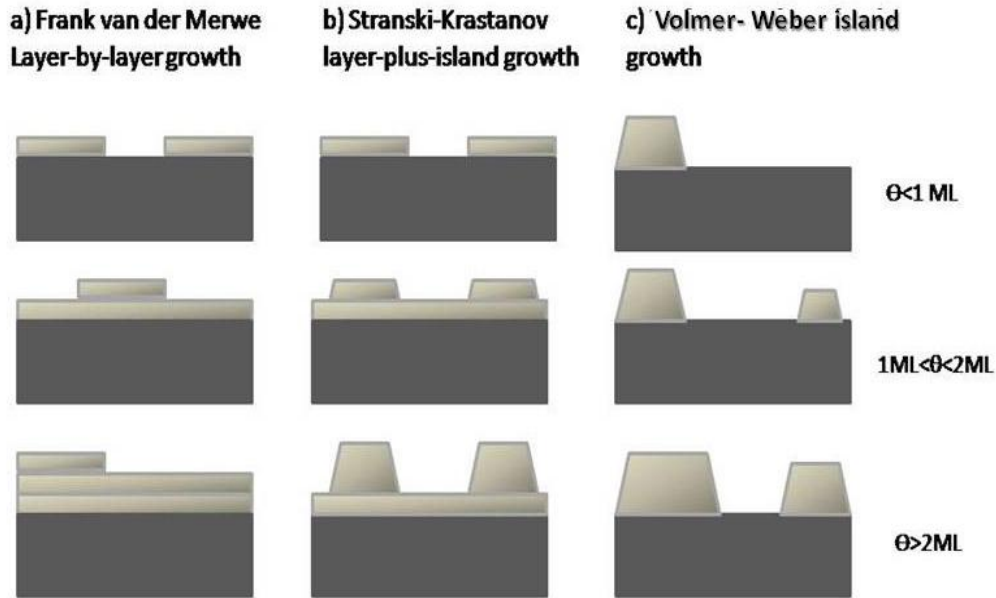 a) Frank van der Merwe
Layer-by-layer growth
b) Stranski-Krastanov
layer-plus-island growth
c) Volmer- Weber island
growth
Θ<1 ML
1ML<θ<2ML
Θ>2ML